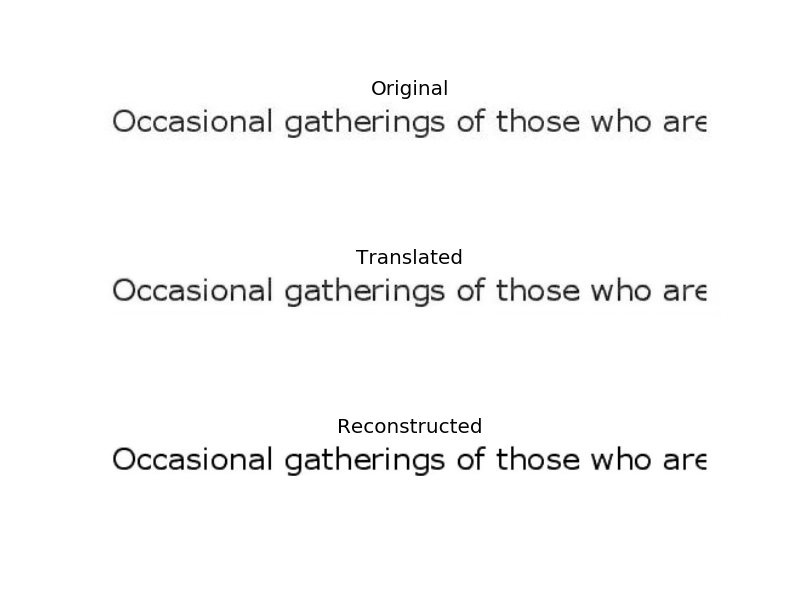 Original
Occasional gatherings of those who are
Translated
Occasional gatherings of those who are
Reconstructed
Occasional gatherings of those who are